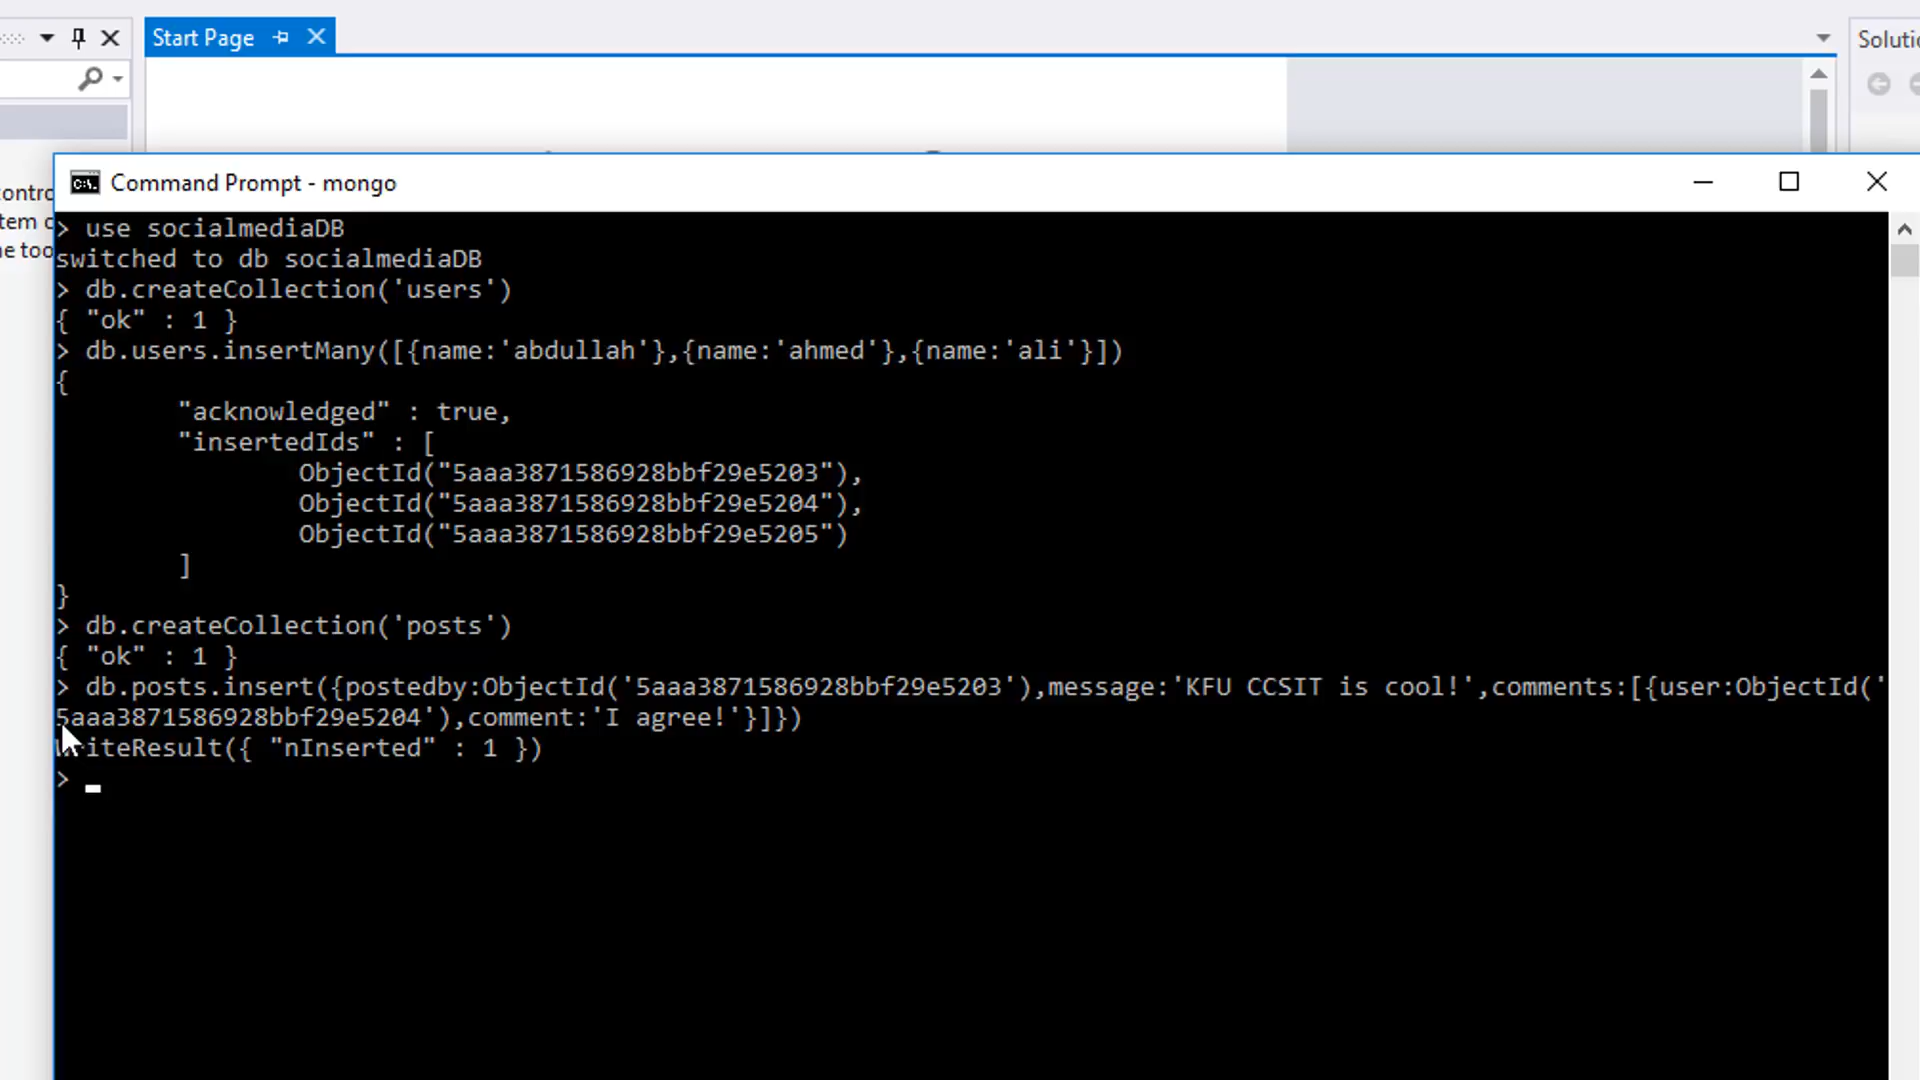 Start Page
Solutio
ontro
tem c
e too
Command Prompt - mongo
> use socialmediaDB
switched to db socialmediaDB
> db.createCollection('users')
{ "ok" : 1 }
> db.users.insertMany([{name:'abdullah'},{name:'ahmed'},{name:'ali'}])
{
"acknowledged" : true,
"insertedIds" : [
ObjectId("5aaa3871586928bbf29e5203"),
ObjectId("5aaa3871586928bbf29e5204"),
ObjectId("5aaa3871586928bbf29e5205")
]
}
> db.createCollection('posts')
{ "ok" : 1 }
> db.posts.insert({postedby:ObjectId('5aaa3871586928bbf29e5203'),message:'KFU CCSIT is cool!',comments:[{user:ObjectId('
5aaa3871586928bbf29e5204'),comment:'I agree!'}]})
WriteResult({ "nInserted" : 1 })
>